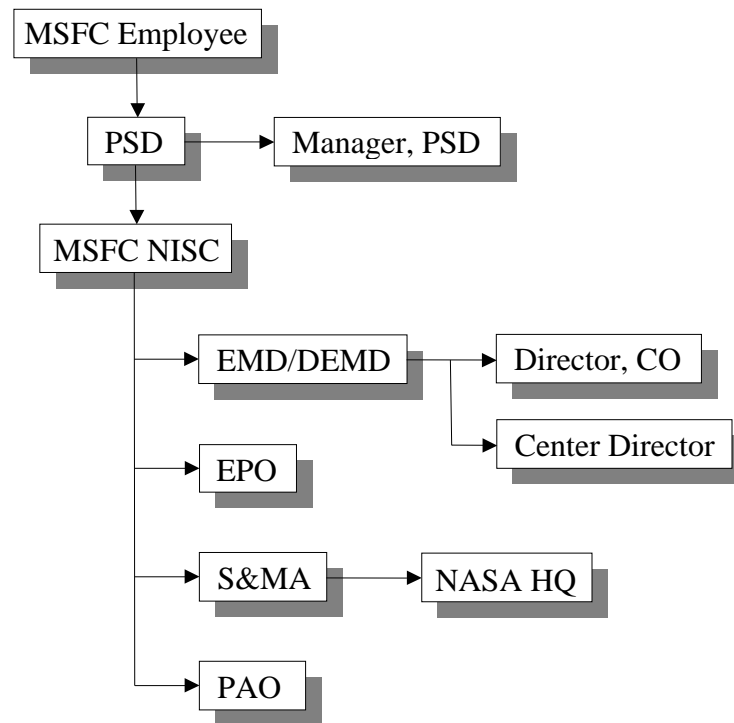 MSFC Employee
PSD
Manager, PSD
MSFC NISC
EMD/DEMD
Director, CO
Center Director
EPO
S&MA
NASA HQ
PAO